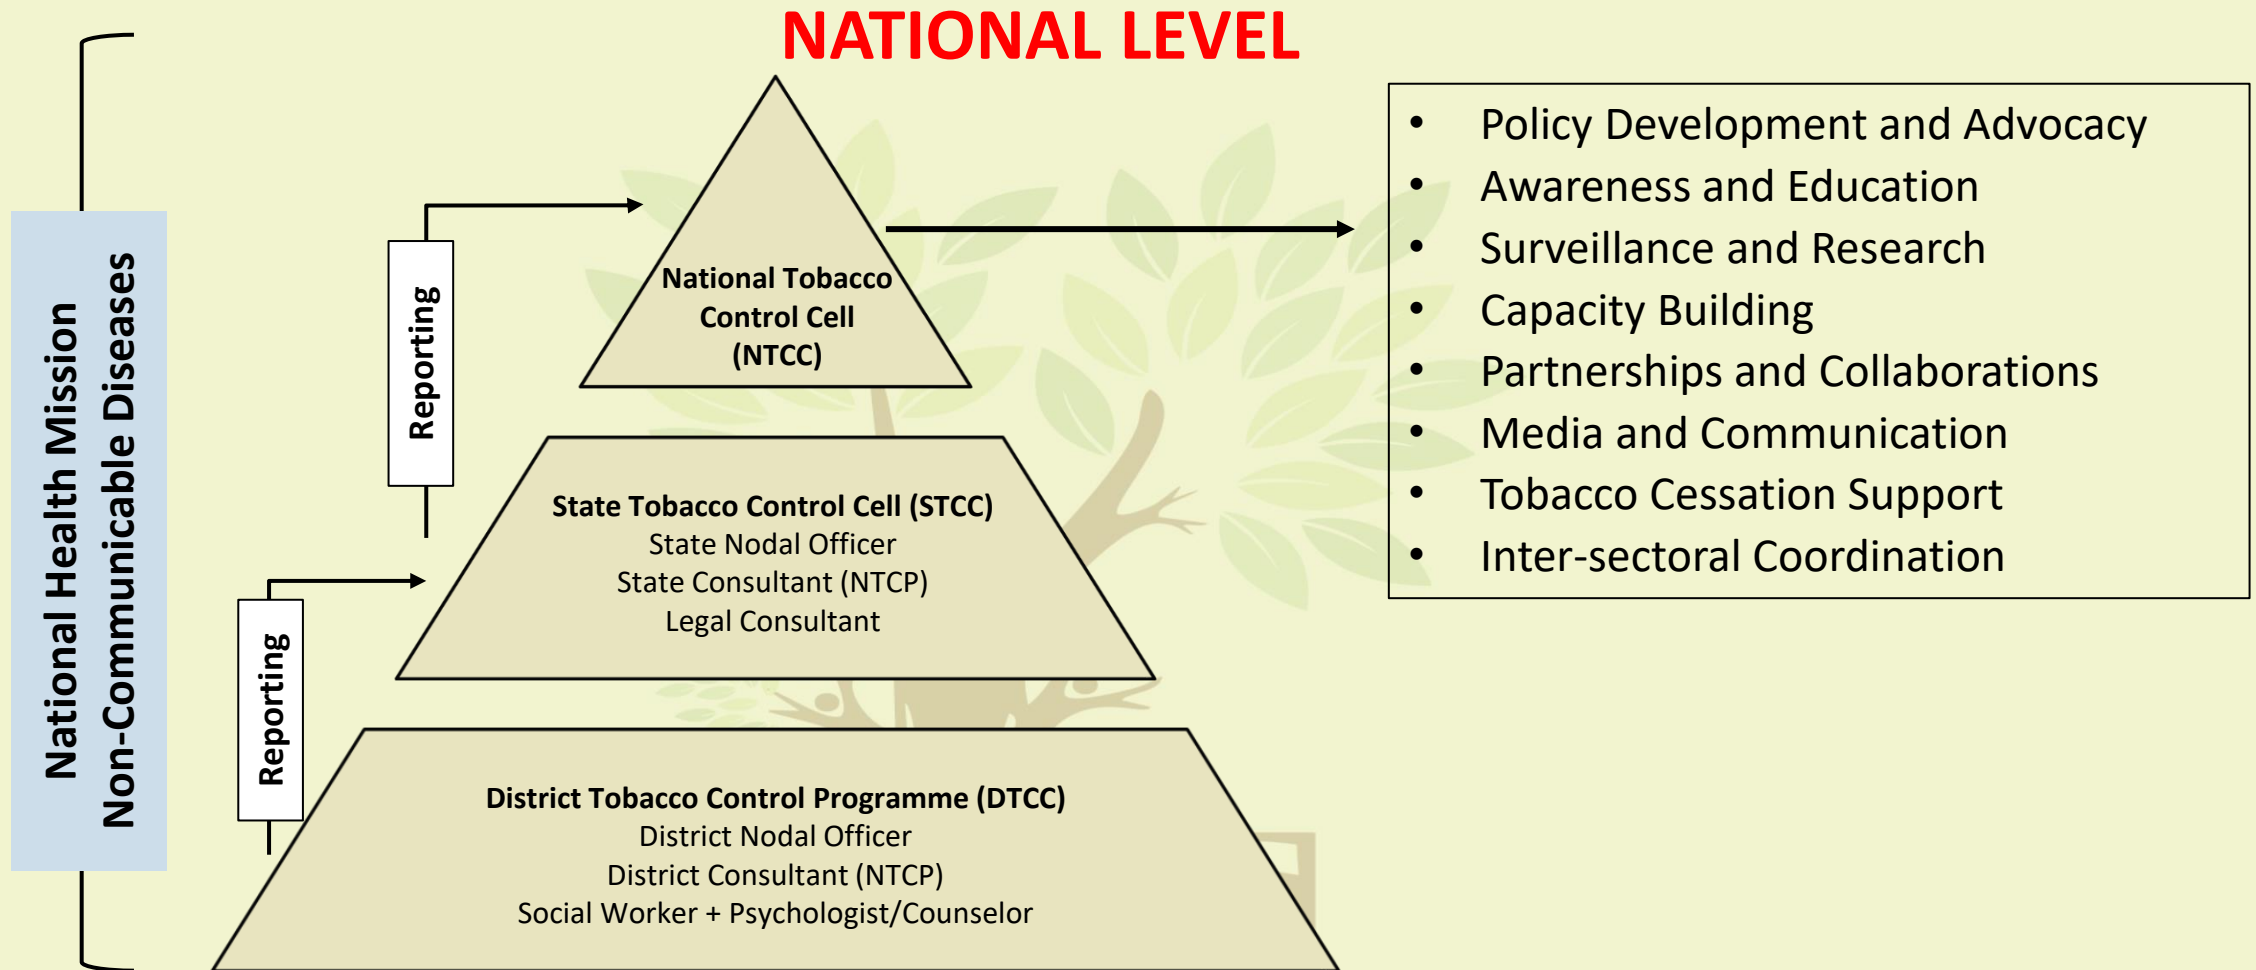 NATIONAL LEVEL
National Health Mission
Non-Communicable Diseases
Reporting
Reporting
National Tobacco
Control Cell
(NTCC)
State Tobacco Control Cell (STCC)
State Nodal Officer
State Consultant (NTCP)
Legal Consultant
District Tobacco Control Programme (DTCC)
District Nodal Officer
District Consultant (NTCP)
Social Worker + Psychologist/Counselor
• Policy Development and Advocacy
• Awareness and Education
• Surveillance and Research
• Capacity Building
• Partnerships and Collaborations
• Media and Communication
• Tobacco Cessation Support
• Inter-sectoral Coordination